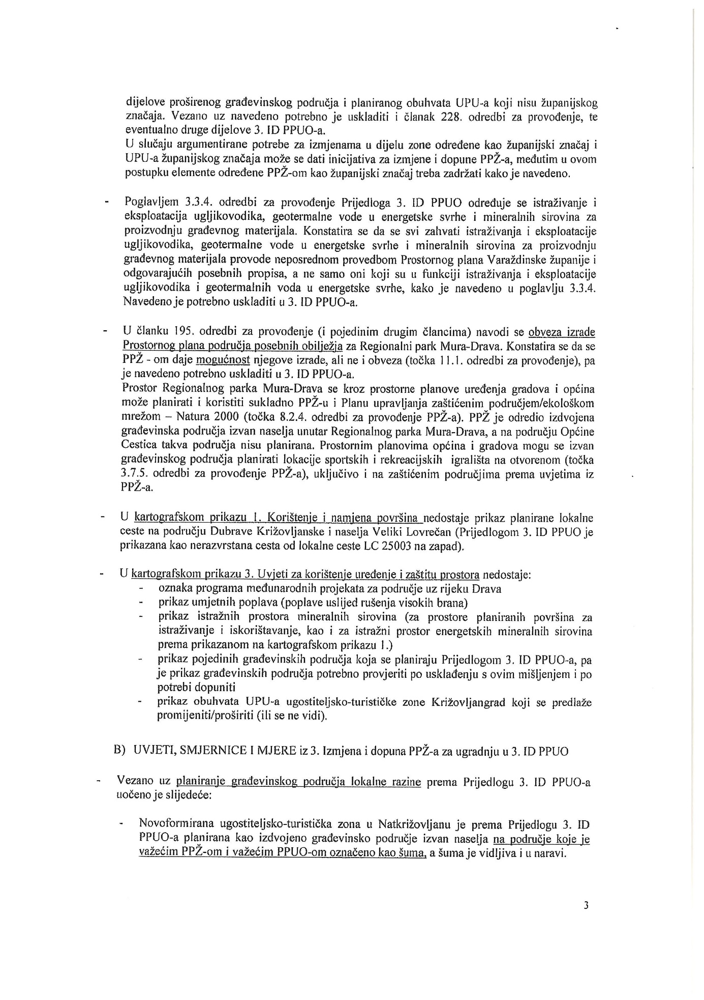 dijelove proširenog građevinskog područja i planiranog obuhvata UPU-a koji nisu županijskog
značaja. Vezano uz navedeno potrebno je uskladiti i članak 228. odredbi za provođenje, te
eventualno druge dijelove 3. ID PPUO-a.
U slučaju argumentirane potrebe za izmjenama u dijelu zone određene kao županijski značaj i
UPU-a županijskog značaja može se dati inicijativa za izmjene i dopune PPŽ-a, međutim u ovom
postupku elemente određene PPŽ-om kao županijski značaj treba zadržati kako je navedeno.
- Poglavljem 3.3.4. odredbi za provođenje Prijedloga 3. ID PPUO određuje se istraživanje i
eksploatacija ugljikovodika, geotermalne vode u energetske svrhe i mineralnih sirovina za
proizvodnju građevnog materijala. Konstatira se da se svi zahvati istraživanja i eksploatacije
ugljikovodika, geotermalne vode u energetske svrhe i mineralnih sirovina za proizvodnju
građevnog materijala provode neposrednom provedbom Prostornog plana Varaždinske županije i
odgovarajućih posebnih propisa, a ne samo oni koji su u funkciji istraživanja i eksploatacije
ugljikovodika i geotermalnih voda u energetske svrhe, kako je navedeno u poglavlju 3.3.4.
Navedeno je potrebno uskladiti u 3. ID PPUO-a.
- U članku 195. odredbi za provođenje (i pojedinim drugim člancima) navodi se obveza izrade
Prostornog plana područja posebnih obilježja za Regionalni park Mura-Drava. Konstatira se da se
PPŽ - om daje mogućnost njegove izrade, ali ne i obveza (točka 11.1. odredbi za provođenje), pa
je navedeno potrebno uskladiti u 3. ID PPUO-a.
Prostor Regionalnog parka Mura-Drava se kroz prostorne planove uređenja gradova i općina
može planirati i koristiti sukladno PPŽ-u i Planu upravljanja zaštićenim područjem/ekološkom
mrežom – Natura 2000 (točka 8.2.4. odredbi za provođenje PPŽ-a). PPŽ je odredio izdvojena
građevinska područja izvan naselja unutar Regionalnog parka Mura-Drava, a na području Općine
Cestica takva područja nisu planirana. Prostornim planovima općina i gradova mogu se izvan
građevinskog područja planirati lokacije sportskih i rekreacijskih igrališta na otvorenom (točka
3.7.5. odredbi za provođenje PPŽ-a), uključivo i na zaštićenim područjima prema uvjetima iz
PPŽ-a.
- U kartografskom prikazu 1. Korištenje i namjena površina nedostaje prikaz planirane lokalne
ceste na području Dubrave Križovljanske i naselja Veliki Lovrečan (Prijedlogom 3. ID PPUO je
prikazana kao nerazvrstana cesta od lokalne ceste LC 25003 na zapad).
- U kartografskom prikazu 3. Uvjeti za korištenje uređenje i zaštitu prostora nedostaje:
- oznaka programa međunarodnih projekata za područje uz rijeku Drava
- prikaz umjetnih poplava (poplave uslijed rušenja visokih brana)
- prikaz istražnih prostora mineralnih sirovina (za prostore planiranih površina za
istraživanje i iskorištavanje, kao i za istražni prostor energetskih mineralnih sirovina
prema prikazanom na kartografskom prikazu 1.)
- prikaz pojedinih građevinskih područja koja se planiraju Prijedlogom 3. ID PPUO-a, pa
je prikaz građevinskih područja potrebno provjeriti po usklađenju s ovim mišljenjem i po
potrebi dopuniti
- prikaz obuhvata UPU-a ugostiteljsko-turističke zone Križovljangrad koji se predlaže
promijeniti/proširiti (ili se ne vidi).
B) UVJETI, SMJERNICE I MJERE iz 3. Izmjena i dopuna PPŽ-a za ugradnju u 3. ID PPUO
- Vezano uz planiranje građevinskog područja lokalne razine prema Prijedlogu 3. ID PPUO-a
uočeno je slijedeće:
- Novoformirana ugostiteljsko-turistička zona u Natkrižovljanu je prema Prijedlogu 3. ID
PPUO-a planirana kao izdvojeno građevinsko područje izvan naselja na područje koje je
važećim PPŽ-om i važećim PPUO-om označeno kao šuma, a šuma je vidljiva i u naravi.
3